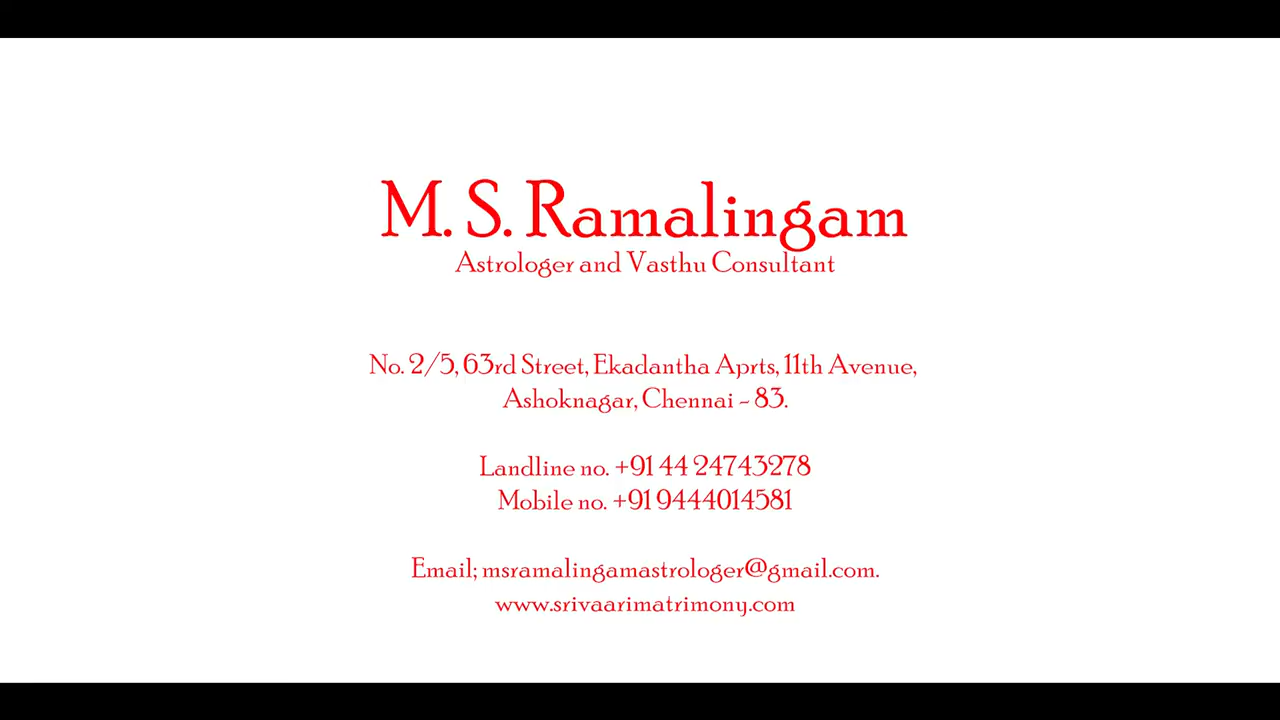 M. S. Ramalingam
Astrologer and Vasthu Consultant
No. 2/5, 63rd Street, Ekadantha Aprts, 11th Avenue,
Ashoknagar, Chennai - 83.
Landline no. +91 44 24743278
Mobile no. +91 9444014581
Email; msramalingamastrologer@gmail.com.
www.srivaarimatrimony.com